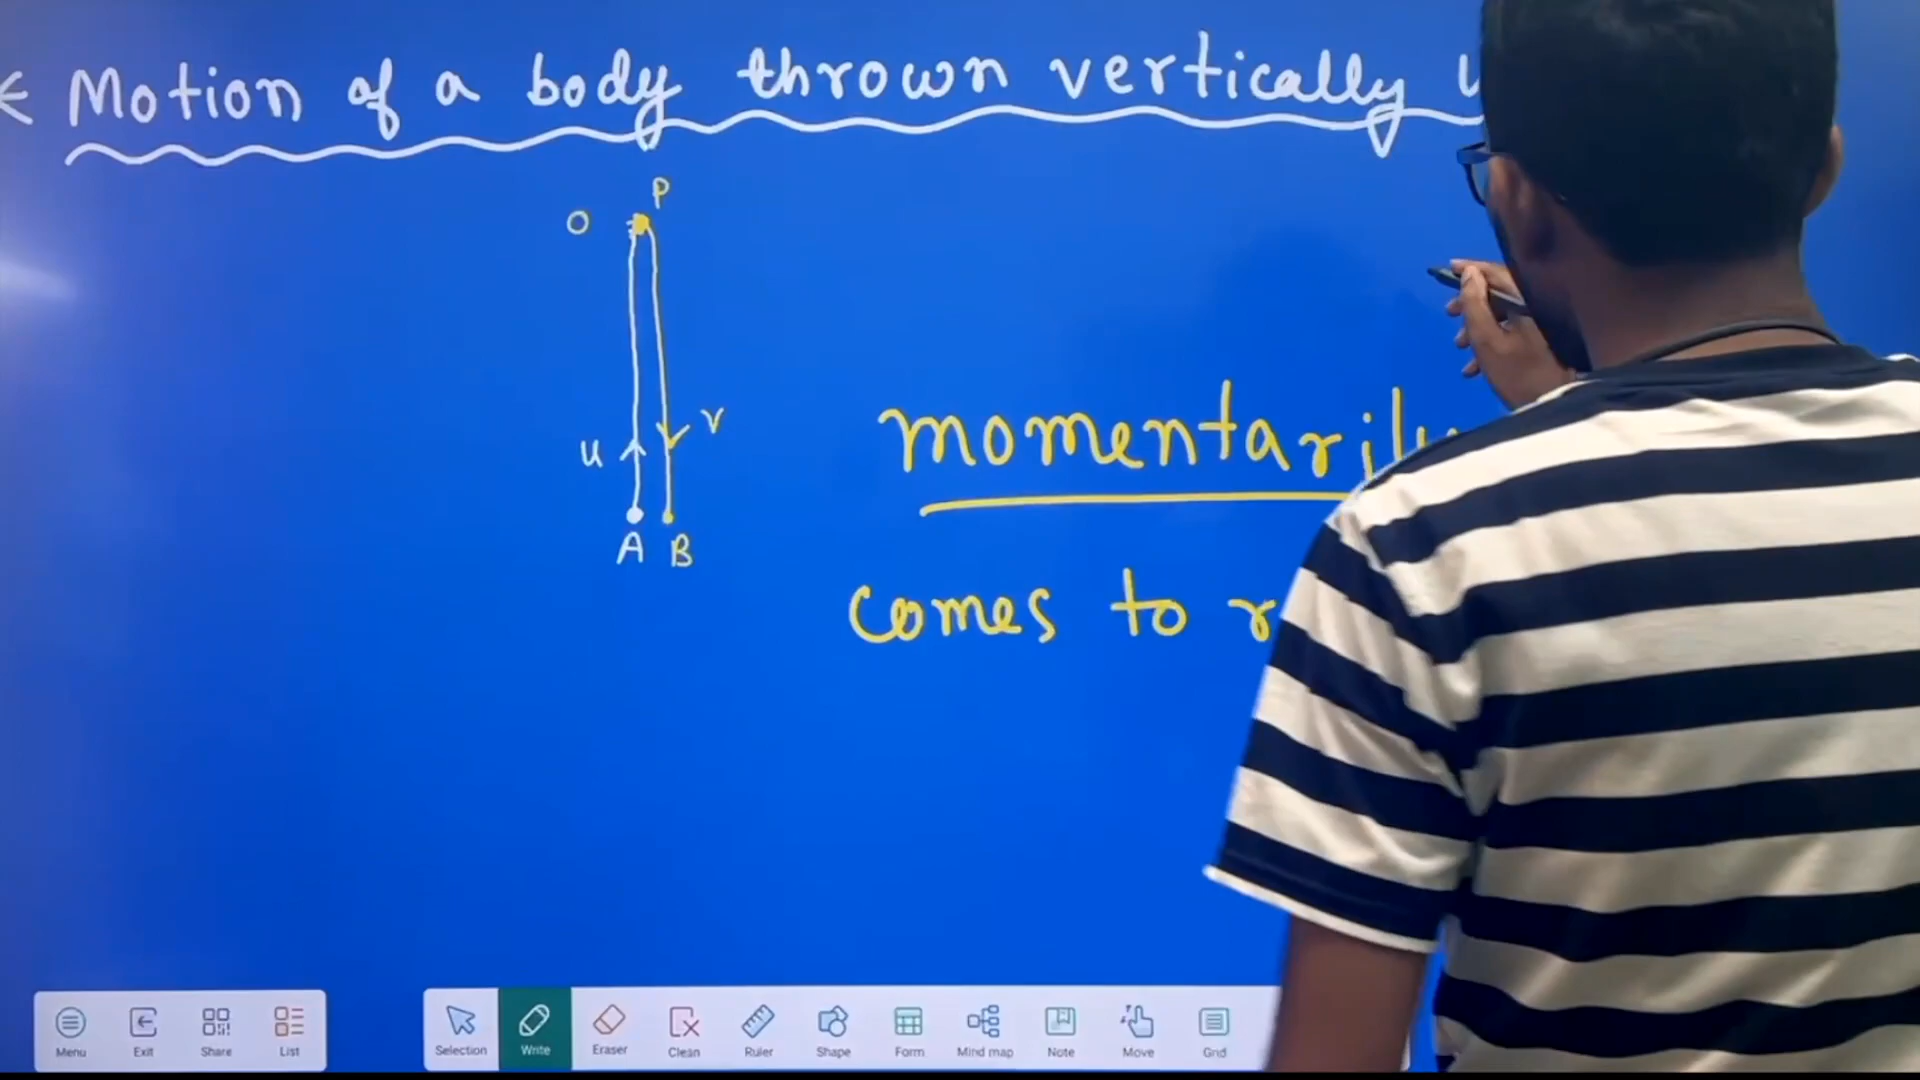 Motion of a body thrown vertically
P
O
v
u
momentarily
A B
comes to
Menu Exit Share List Selection Write Eraser Clean Ruler Shape Form Mind map Note Move Grid